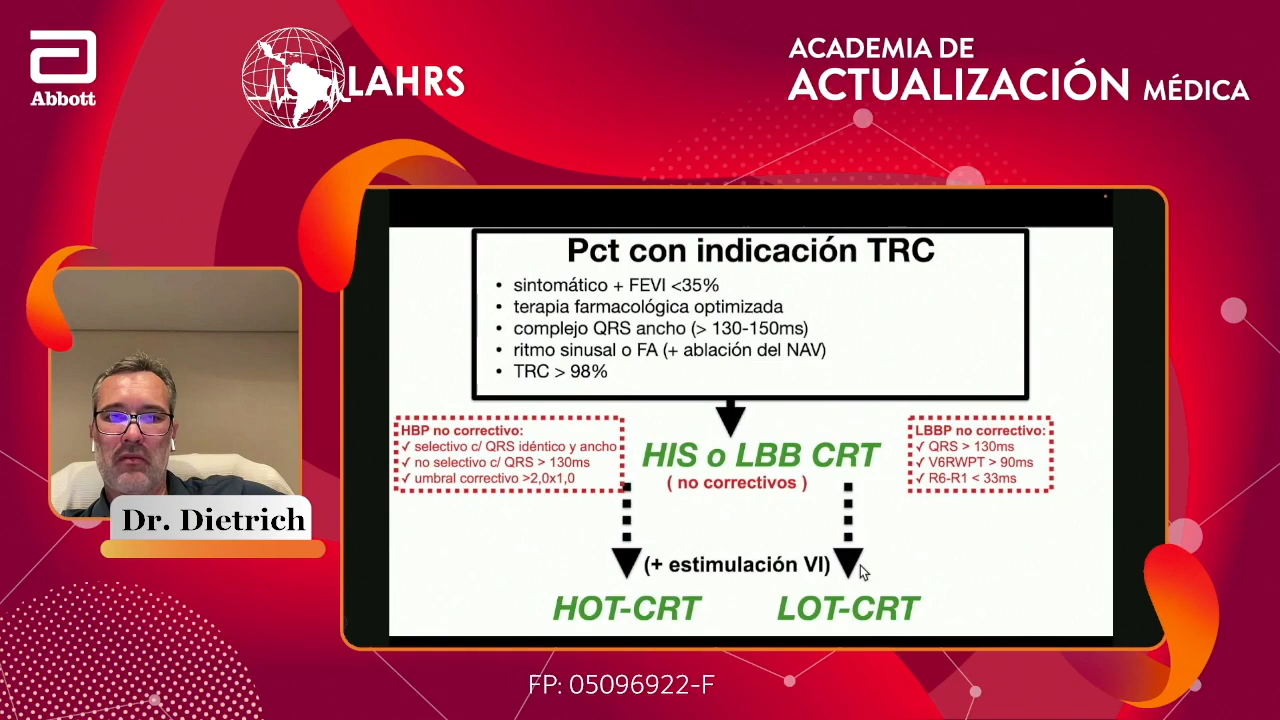 Abbott
LAHRS
ACADEMIA DE
ACTUALIZACIÓN MÉDICA
Pct con indicación TRC
• sintomático + FEVI <35%
• terapia farmacológica optimizada
• complejo QRS ancho (> 130-150ms)
• ritmo sinusal o FA (+ ablación del NAV)
• TRC > 98%
HBP no correctivo:
✓ selectivo c/ QRS idéntico y ancho
✓ no selectivo c/ QRS > 130ms
✓ umbral correctivo >2,0x1,0
HIS o LBB CRT
( no correctivos )
LBBP no correctivo:
✓ QRS > 130ms
✓ V6RWPT > 90ms
✓ R6-R1 < 33ms
(+ estimulación VI)
HOT-CRT
LOT-CRT
Dr. Dietrich
FP: 05096922-F